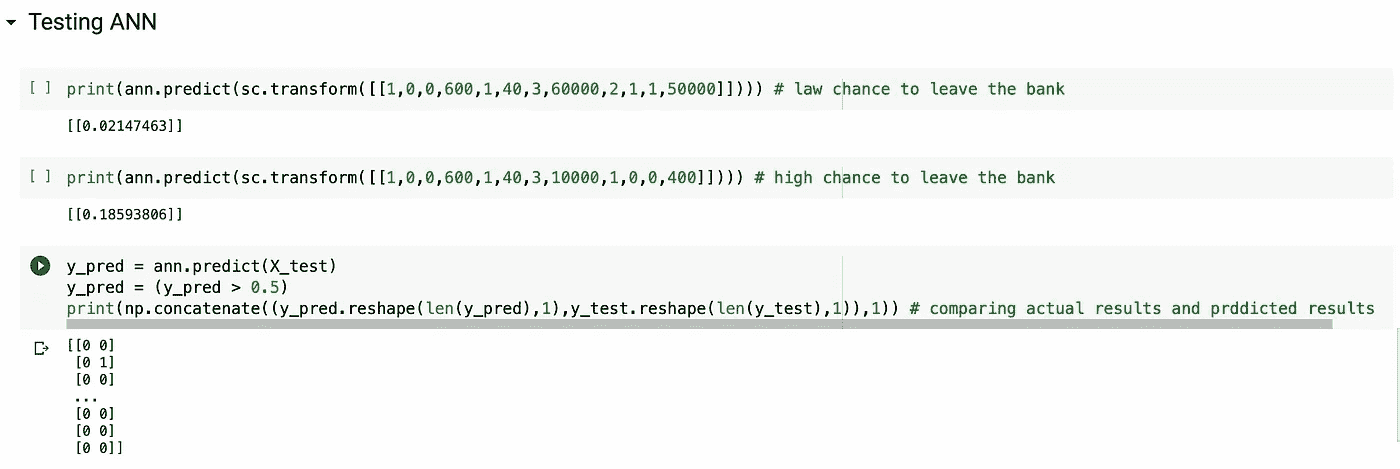 Testing ANN
[ ] print(ann.predict(sc.transform([[1,0,0,600,1,40,3,60000,2,1,1,50000]]))) # law chance to leave the bank
[[0.02147463]]
[ ] print(ann.predict(sc.transform([[1,0,0,600,1,40,3,10000,1,0,0,400]]))) # high chance to leave the bank
[[0.18593806]]
y_pred = ann.predict(X_test)
y_pred = (y_pred > 0.5)
print(np.concatenate((y_pred.reshape(len(y_pred),1),y_test.reshape(len(y_test),1)),1)) # comparing actual results and prddicted results
[[0 0]
[0 1]
[0 0]
...
[0 0]
[0 0]
[0 0]]